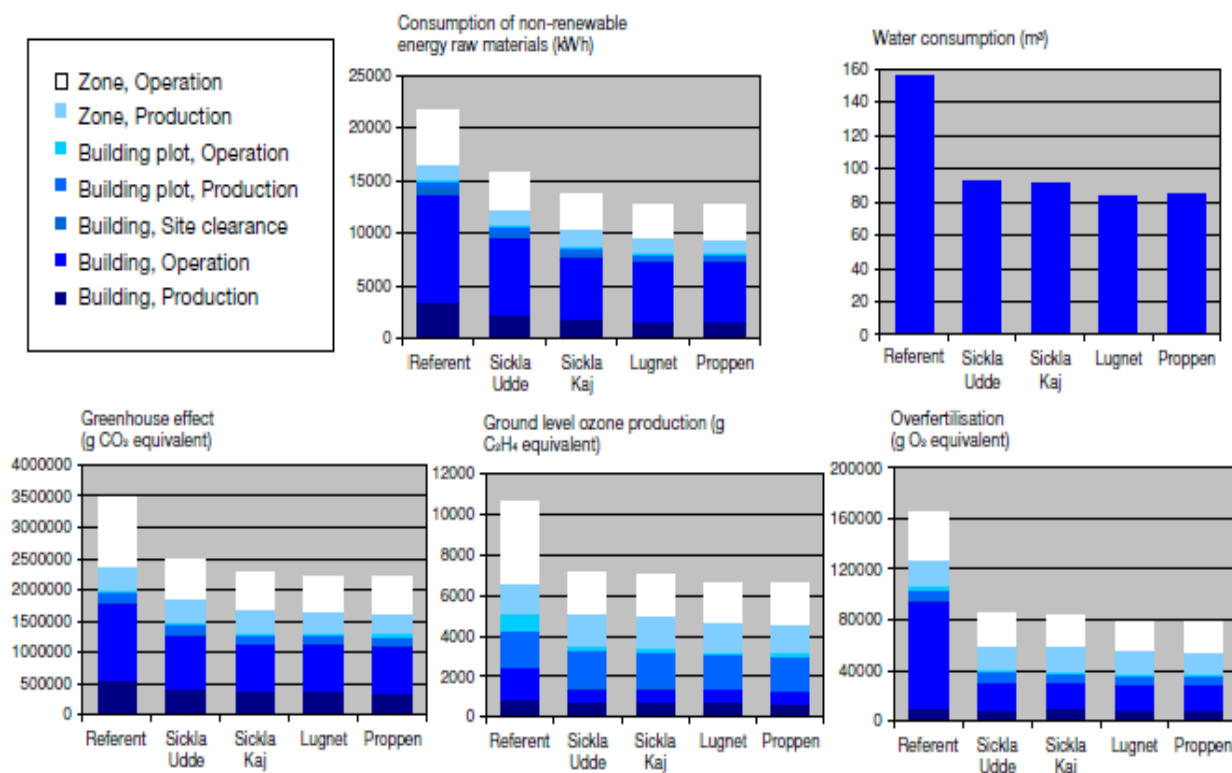 Zone, Operation
Zone, Production
Building plot, Operation
Building plot, Production
Building, Site clearance
Building, Operation
Building, Production
Consumption of non-renewable
energy raw materials (kWh)
25000
20000
15000
10000
5000
0
Referent
Sickla
Udde
Sickla
Kaj
Lugnet
Proppen
Water consumption (m³)
160
140
120
100
80
60
40
20
0
Referent
Sickla
Udde
Sickla
Kaj
Lugnet
Proppen
Greenhouse effect
(g CO₂ equivalent)
4000000
3500000
3000000
2500000
2000000
1500000
1000000
500000
0
Referent
Sickla
Udde
Sickla
Kaj
Lugnet
Proppen
Ground level ozone production (g
C₂H₄ equivalent)
12000
10000
8000
6000
4000
2000
0
Referent
Sickla
Udde
Sickla
Kaj
Lugnet
Proppen
Overfertilisation
(g O₂ equivalent)
200000
160000
120000
80000
40000
0
Referent
Sickla
Udde
Sickla
Kaj
Lugnet
Proppen